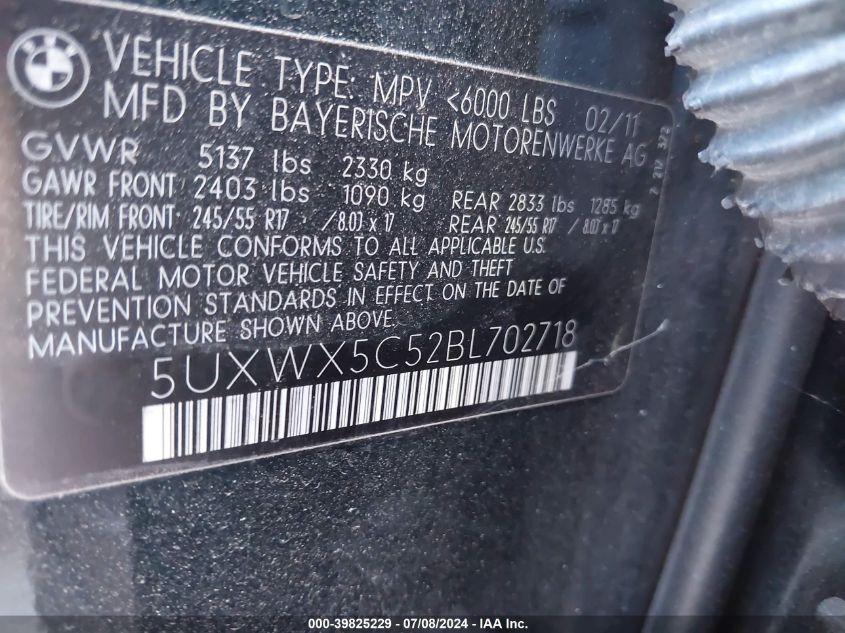 BMW
VEHICLE TYPE: MPV <6000 LBS 02/11
MFD BY BAYERISCHE MOTORENWERKE AG
GVWR 5137 lbs 2330 kg
GAWR FRONT 2403 lbs 1090 kg REAR 2833 lbs 1285 kg
TIRE/RIM FRONT 245/55 R17 /8.0J x 17 REAR 245/55 R17 / 8.0J x 17
THIS VEHICLE CONFORMS TO ALL APPLICABLE U.S.
FEDERAL MOTOR VEHICLE SAFETY AND THEFT
PREVENTION STANDARDS IN EFFECT ON THE DATE OF
MANUFACTURE SHOWN ABOVE.
5UXWX5C52BL702718
000-39825229 - 07/08/2024 - IAA Inc.